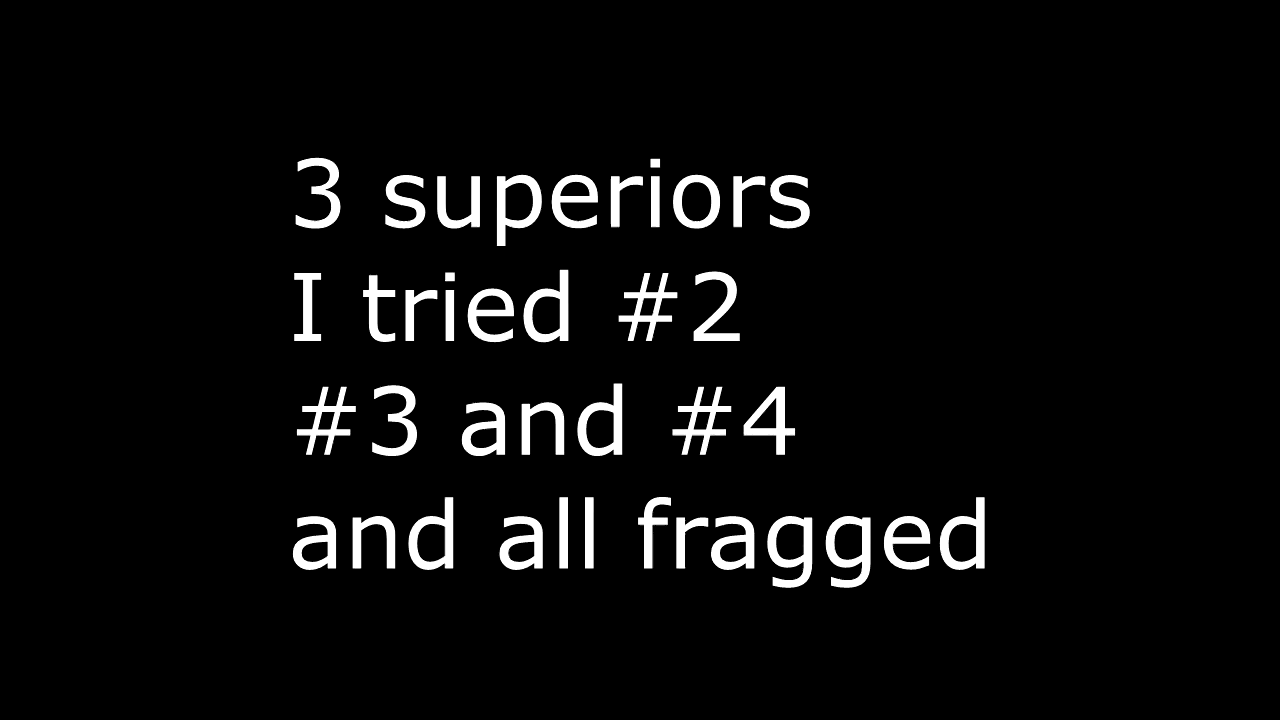 3 superiors
I tried #2
#3 and #4
and all fragged